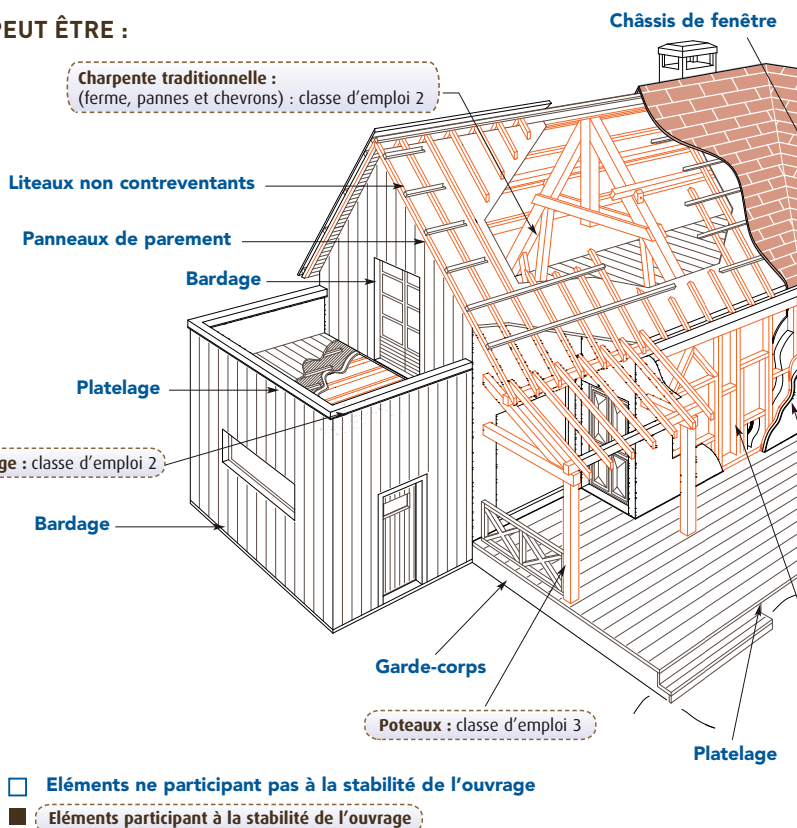 PEUT ÊTRE :
Châssis de fenêtre
Charpente traditionnelle :
(ferme, pannes et chevrons) : classe d'emploi 2
Liteaux non contreventants
Panneaux de parement
Bardage
Platelage
ge : classe d'emploi 2
Bardage
Garde-corps
Poteaux : classe d'emploi 3
Platelage
Eléments ne participant pas à la stabilité de l'ouvrage
Eléments participant à la stabilité de l'ouvrage